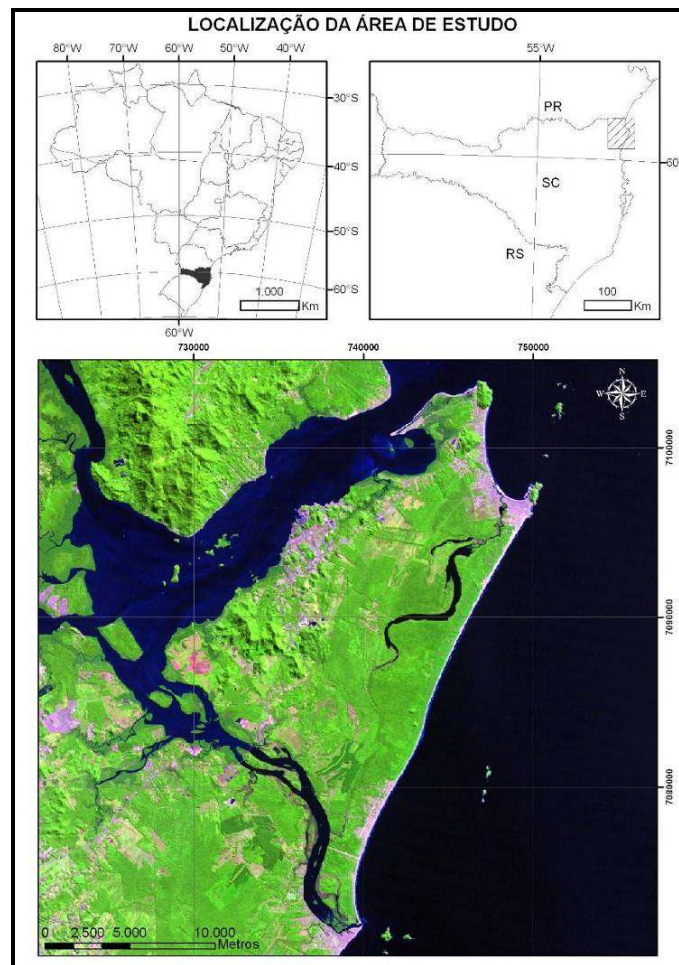 LOCALIZAÇÃO DA ÁREA DE ESTUDO
80°W 70°W 60°W 50°W 40°W
55°W
30°S
40°S
50°S
60°S
60°W
1.000
Km
PR
SC
RS
60
100
Km
730000 740000 750000
N
W E
S
7100000
7090000
7080000
0 2.500 5.000 10.000
Metros